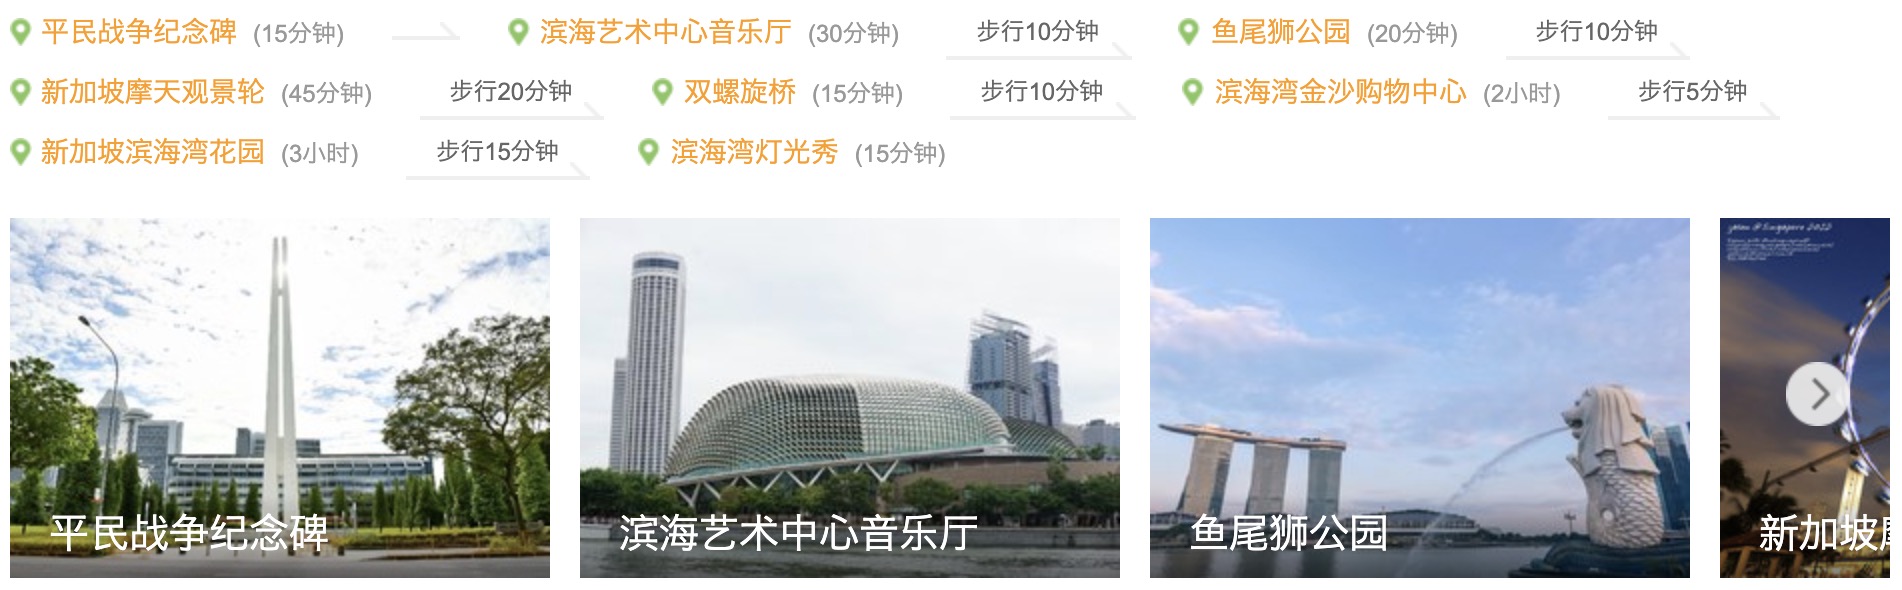 平民战争纪念碑 (15分钟) 滨海艺术中心音乐厅 (30分钟) 步行10分钟 鱼尾狮公园 (20分钟) 步行10分钟
新加坡摩天观景轮 (45分钟) 步行20分钟 双螺旋桥 (15分钟) 步行10分钟 滨海湾金沙购物中心 (2小时) 步行5分钟
新加坡滨海湾花园 (3小时) 步行15分钟 滨海湾灯光秀 (15分钟)
平民战争纪念碑
滨海艺术中心音乐厅
鱼尾狮公园
新加坡